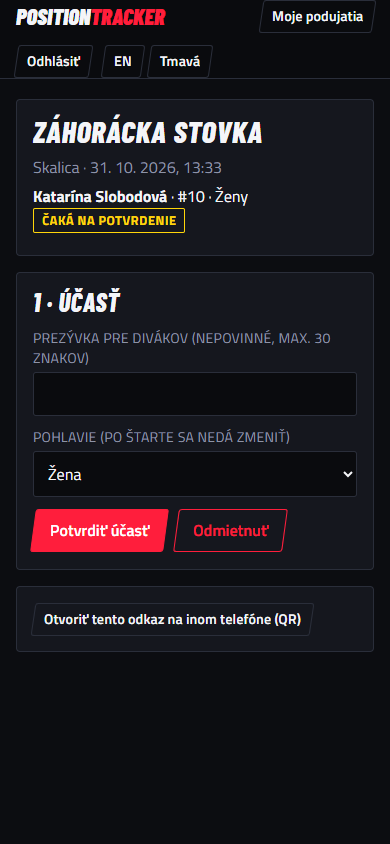 POSITIONTRACKER
Moje podujatia
Odhlásiť
EN
Tmavá
ZÁHORÁCKA STOVKA
Skalica · 31. 10. 2026, 13:33
Katarína Slobodová · #10 · Ženy
ČAKÁ NA POTVRDENIE
1 · ÚČASŤ
PREZÝVKA PRE DIVÁKOV (NEPOVINNÉ, MAX. 30
ZNAKOV)
POHLAVIE (PO ŠTARTE SA NEDÁ ZMENIŤ)
Žena
Potvrdiť účasť
Odmietnuť
Otvoriť tento odkaz na inom telefóne (QR)